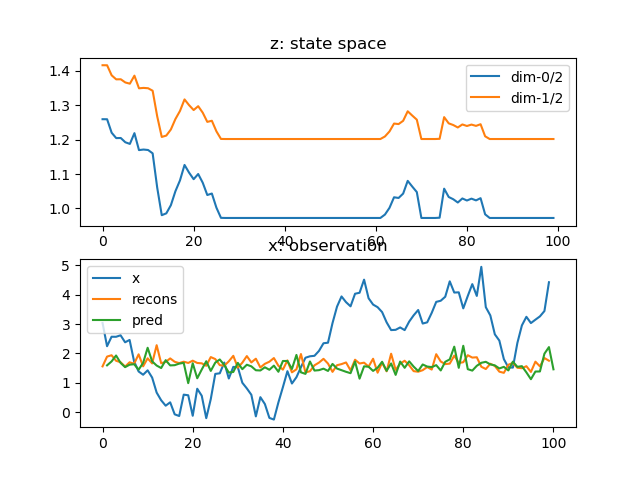 z: state space
1.4
1.3
1.2
1.1
1.0
dim-0/2
dim-1/2
0 20 40 60 80 100
x: observation
5
4
3
2
1
0
x
recons
pred
0 20 40 60 80 100